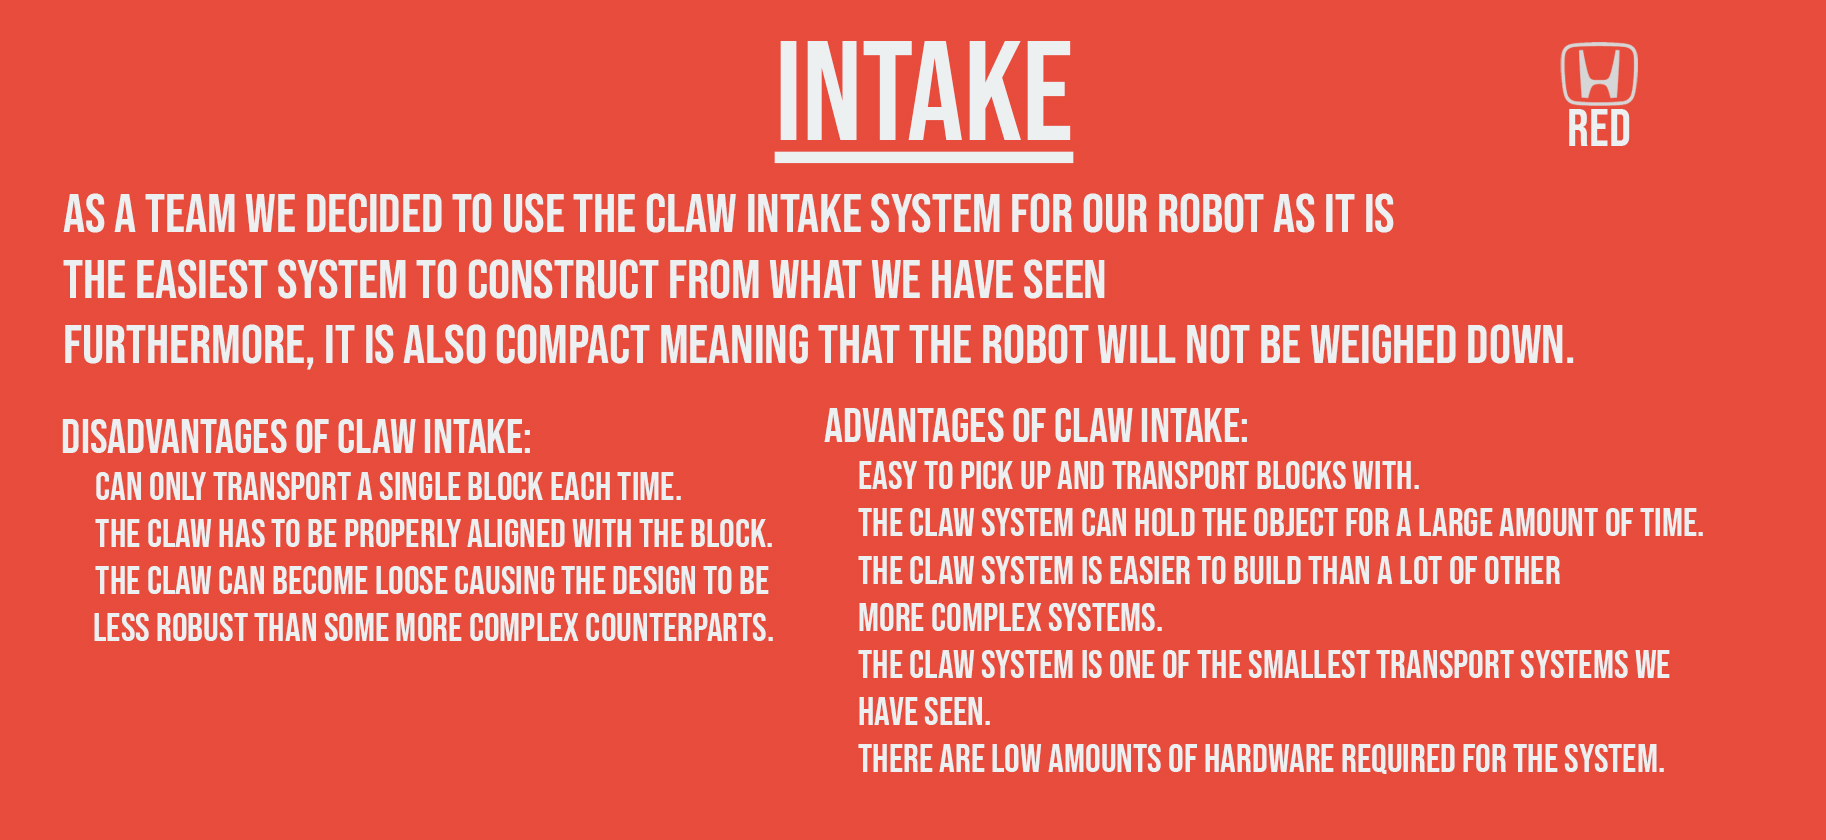 INTAKE
RED
AS A TEAM WE DECIDED TO USE THE CLAW INTAKE SYSTEM FOR OUR ROBOT AS IT IS
THE EASIEST SYSTEM TO CONSTRUCT FROM WHAT WE HAVE SEEN
FURTHERMORE, IT IS ALSO COMPACT MEANING THAT THE ROBOT WILL NOT BE WEIGHED DOWN.
DISADVANTAGES OF CLAW INTAKE:
CAN ONLY TRANSPORT A SINGLE BLOCK EACH TIME.
THE CLAW HAS TO BE PROPERLY ALIGNED WITH THE BLOCK.
THE CLAW CAN BECOME LOOSE CAUSING THE DESIGN TO BE
LESS ROBUST THAN SOME MORE COMPLEX COUNTERPARTS.
ADVANTAGES OF CLAW INTAKE:
EASY TO PICK UP AND TRANSPORT BLOCKS WITH.
THE CLAW SYSTEM CAN HOLD THE OBJECT FOR A LARGE AMOUNT OF TIME.
THE CLAW SYSTEM IS EASIER TO BUILD THAN A LOT OF OTHER
MORE COMPLEX SYSTEMS.
THE CLAW SYSTEM IS ONE OF THE SMALLEST TRANSPORT SYSTEMS WE
HAVE SEEN.
THERE ARE LOW AMOUNTS OF HARDWARE REQUIRED FOR THE SYSTEM.